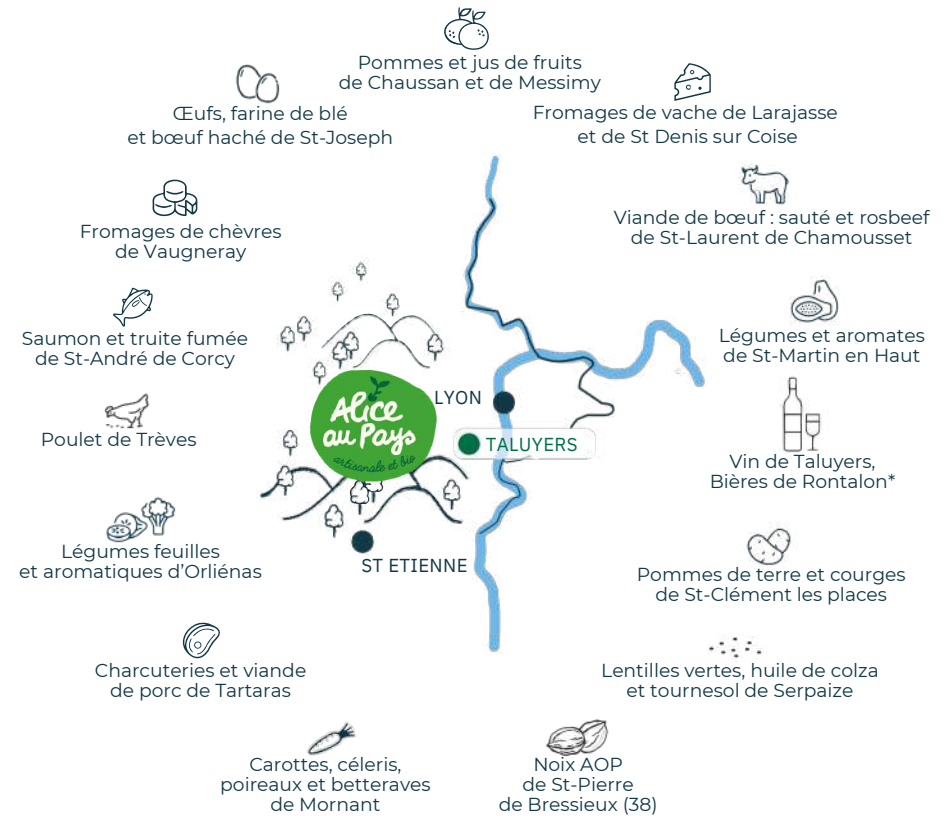 Pommes et jus de fruits
de Chaussan et de Messimy
Œufs, farine de blé
et bœuf haché de St-Joseph
Fromages de vache de Larajasse
et de St Denis sur Coise
Fromages de chèvres
de Vaugneray
Viande de bœuf : sauté et rosbeef
de St-Laurent de Chamousset
Saumon et truite fumée
de St-André de Corcy
Légumes et aromates
de St-Martin en Haut
Poulet de Trèves
Alice
au Pays
artisanale et bio
LYON
TALUYERS
Vin de Taluyers,
Bières de Rontalon*
Légumes feuilles
et aromatiques d'Orliénas
ST ETIENNE
Pommes de terre et courges
de St-Clément les places
Charcuteries et viande
de porc de Tartaras
Lentilles vertes, huile de colza
et tournesol de Serpaize
Carottes, céleris,
poireaux et betteraves
de Mornant
Noix AOP
de St-Pierre
de Bressieux (38)